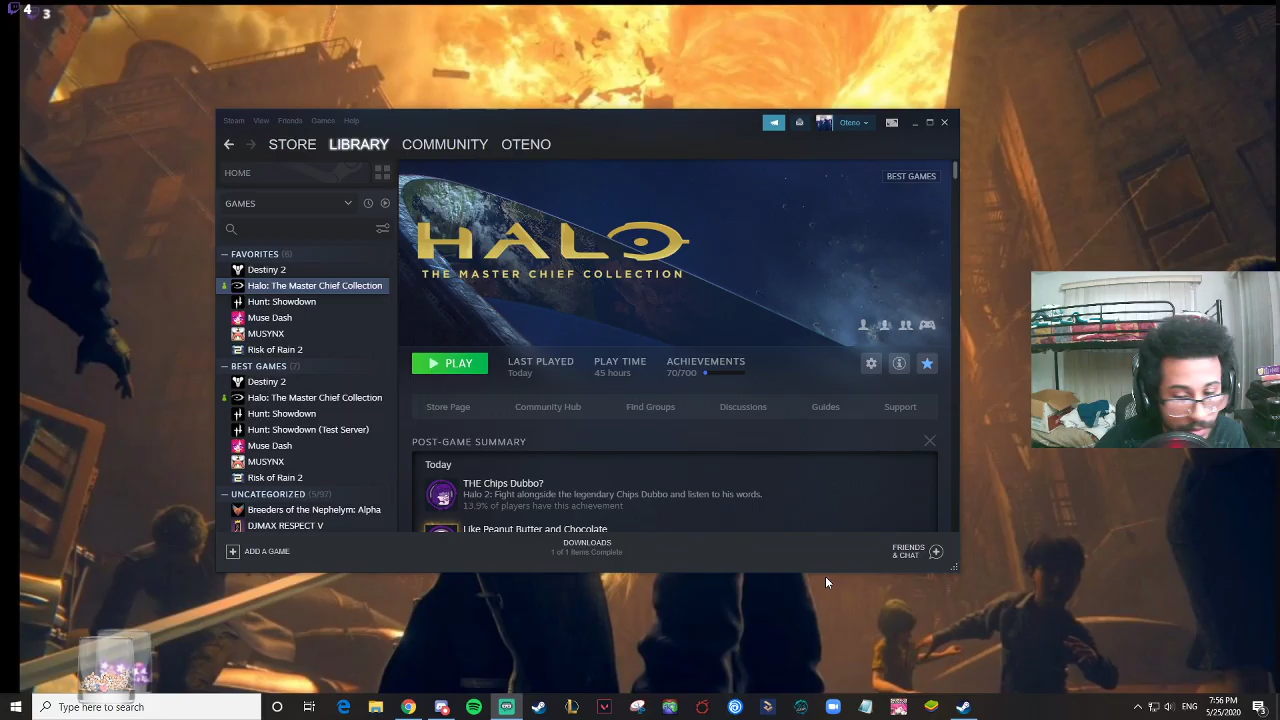 4
3
Steam View Friends Games Help
Oteno
STORE LIBRARY COMMUNITY OTENO
HOME
BEST GAMES
GAMES
HALO
THE MASTER CHIEF COLLECTION
FAVORITES (6)
Destiny 2
Halo: The Master Chief Collection
Hunt: Showdown
Muse Dash
MUSYNX
Risk of Rain 2
BEST GAMES (7)
Destiny 2
Halo: The Master Chief Collection
Hunt: Showdown
Hunt: Showdown (Test Server)
Muse Dash
MUSYNX
Risk of Rain 2
UNCATEGORIZED (5/97)
Breeders of the Nephelym: Alpha
DJMAX RESPECT V
PLAY
LAST PLAYED
Today
PLAY TIME
45 hours
ACHIEVEMENTS
70/700
Store Page Community Hub Find Groups Discussions Guides Support
POST-GAME SUMMARY
Today
THE Chips Dubbo?
Halo 2: Fight alongside the legendary Chips Dubbo and listen to his words.
13.9% of players have this achievement
Like Peanut Butter and Chocolate
ADD A GAME
DOWNLOADS
1 of 1 Items Complete
FRIENDS
& CHAT
Type here to search
ENG
7:56 PM
5/25/2020